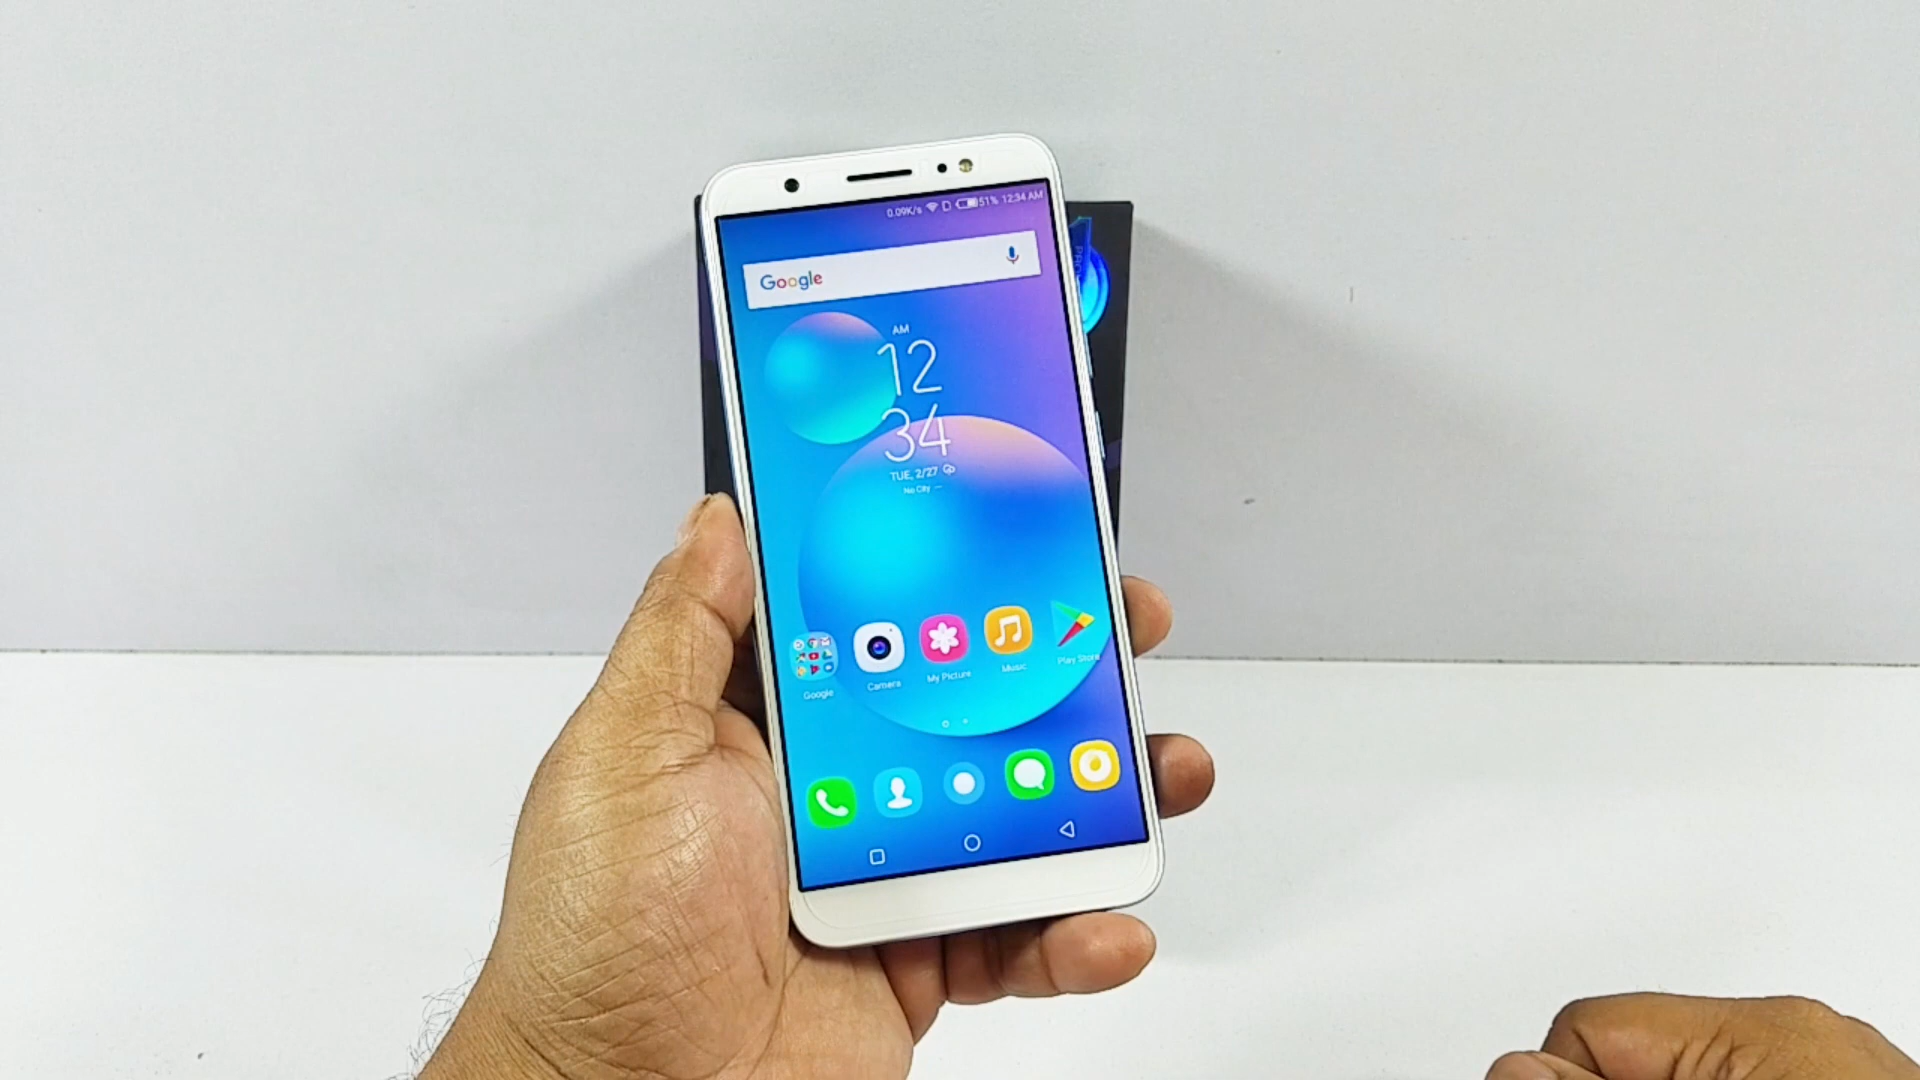 0.09K/s D 51% 12:34 AM
Google
AM
12
34
TUE, 2/27
No City --
Google
Camera
My Picture
Music
Play Store
PRO